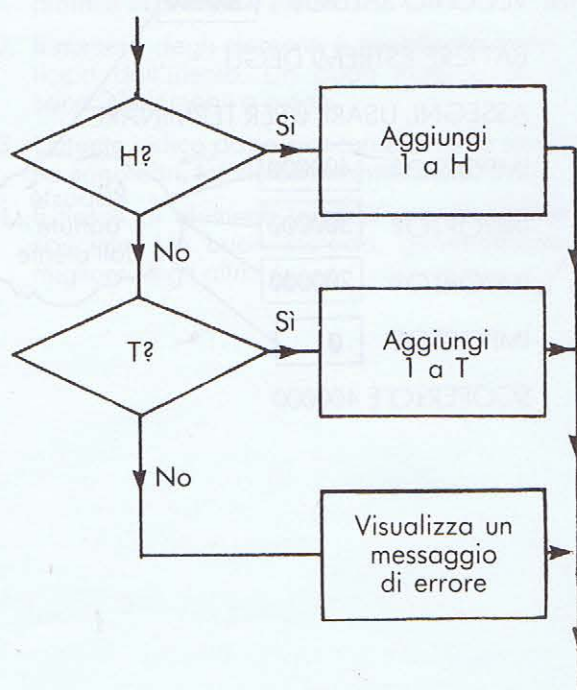 H?
Sì
Aggiungi
1 a H
No
T?
Sì
Aggiungi
1 a T
No
Visualizza un
messaggio
di errore